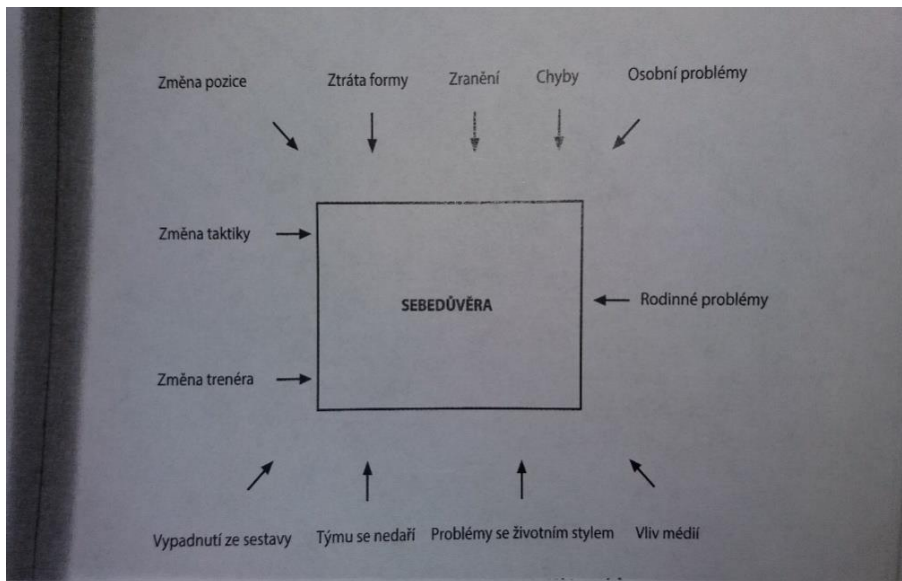 Změna pozice
Ztráta formy
Zranění
Chyby
Osobní problémy
Změna taktiky
SEBEDŮVĚRA
Rodinné problémy
Změna trenéra
Vypadnutí ze sestavy
Týmu se nedaří
Problémy se životním stylem
Vliv médií